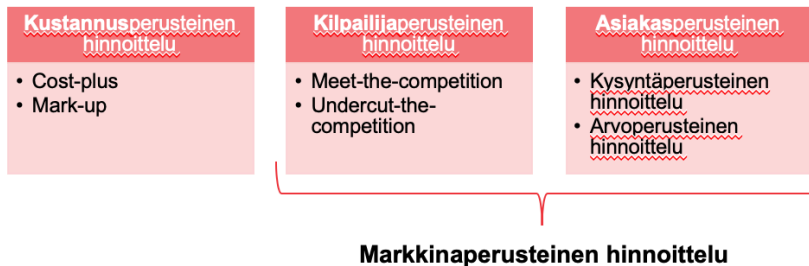 Kustannusperusteinen
hinnoittelu
• Cost-plus
• Mark-up
Kilpailijaperusteinen
hinnoittelu
• Meet-the-competition
• Undercut-the-
competition
Asiakasperusteinen
hinnoittelu
• Kysyntäperusteinen
hinnoittelu
• Arvoperusteinen
hinnoittelu
Markkinaperusteinen hinnoittelu